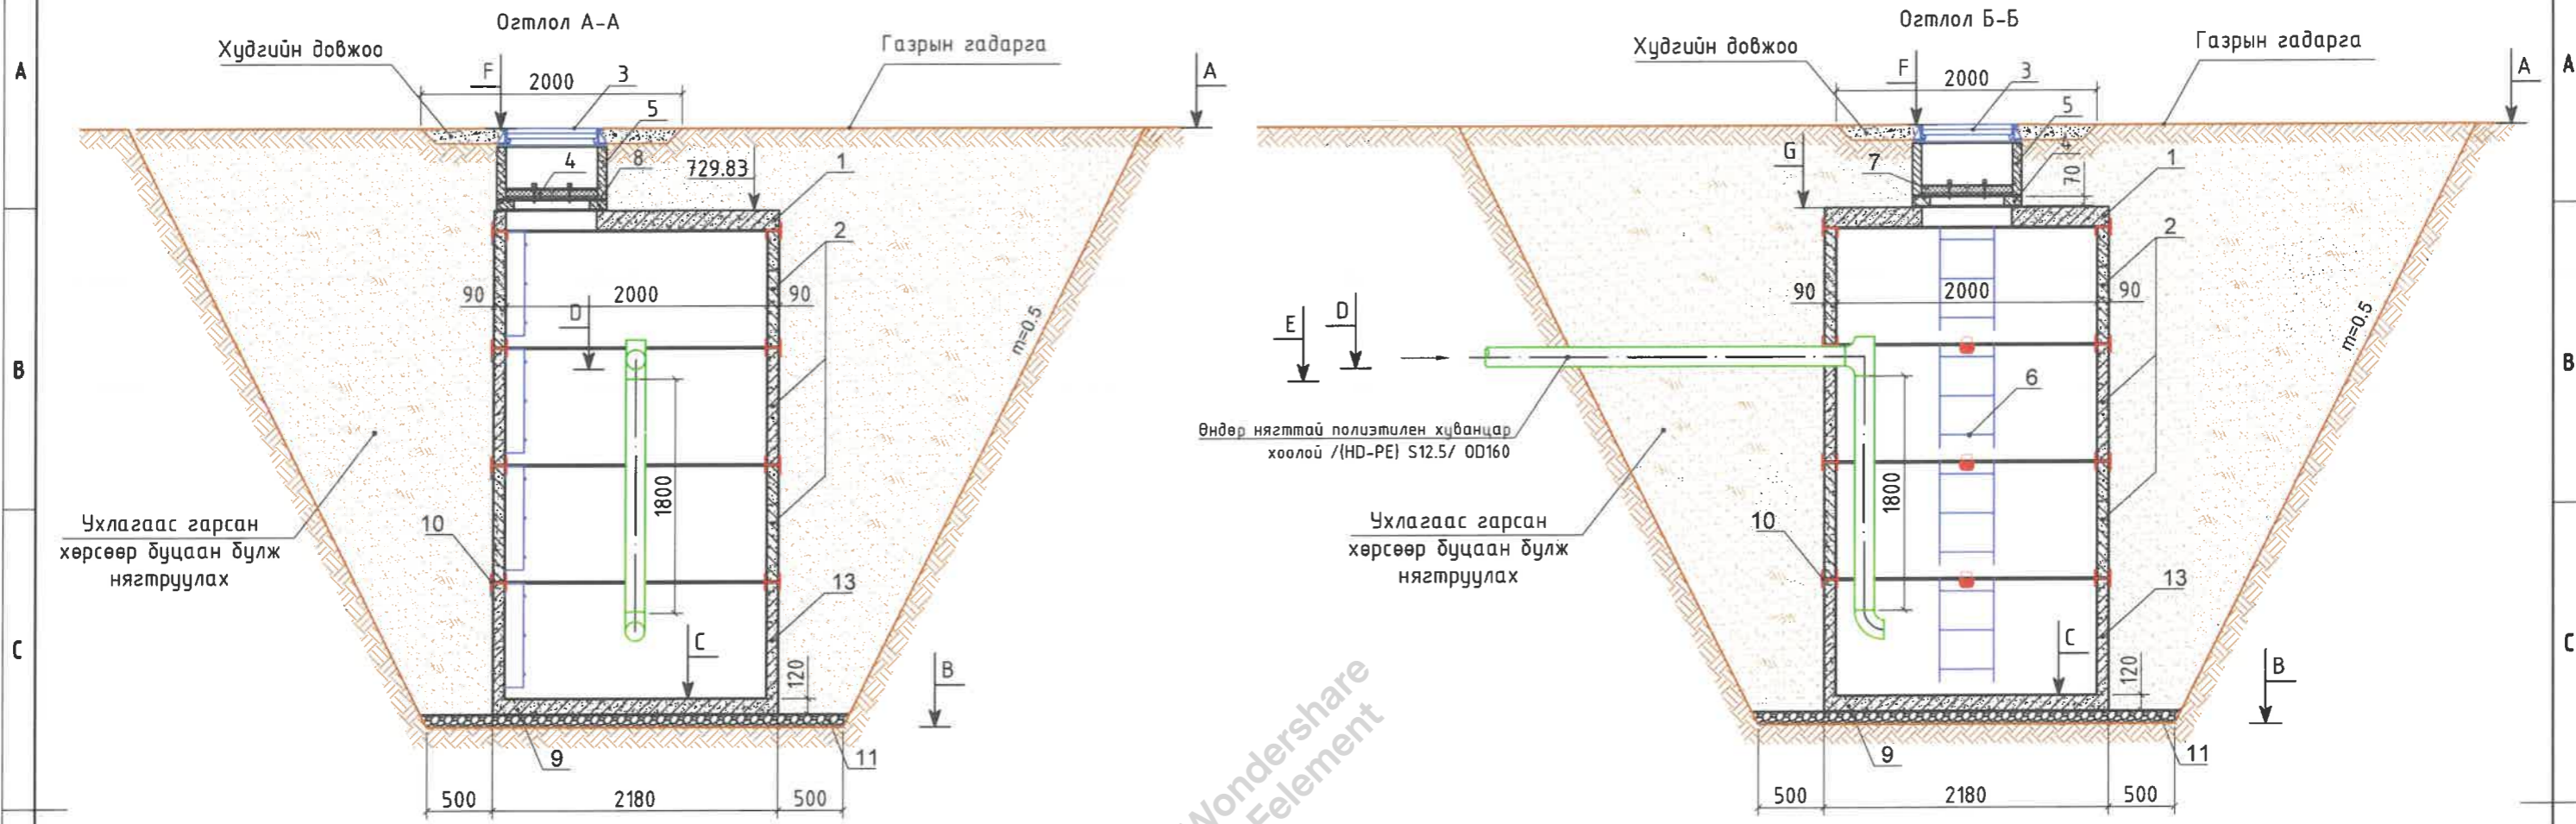 Огтлол А-А
Худгийн довжоо
Газрын гадарга
F
2000
3
A
5
4
8
729.83
1
2
90
2000
90
D
m=0.5
1800
Ухлагаас гарсан
хөрсөөр буцаан булж
нягтруулах
10
13
C
120
B
9
11
500
2180
500
Огтлол Б-Б
Худгийн довжоо
Газрын гадарга
F
2000
3
A
5
4
G
7
70
1
2
90
2000
90
E
D
m=0.5
6
Өндөр нягттай полиэтилен хуванцар
хоолой /(HD-PE) S12.5/ OD160
1800
Ухлагаас гарсан
хөрсөөр буцаан булж
нягтруулах
10
13
C
120
B
9
11
500
2180
500
A
B
C
A
B
C
Wondershare
PDFelement